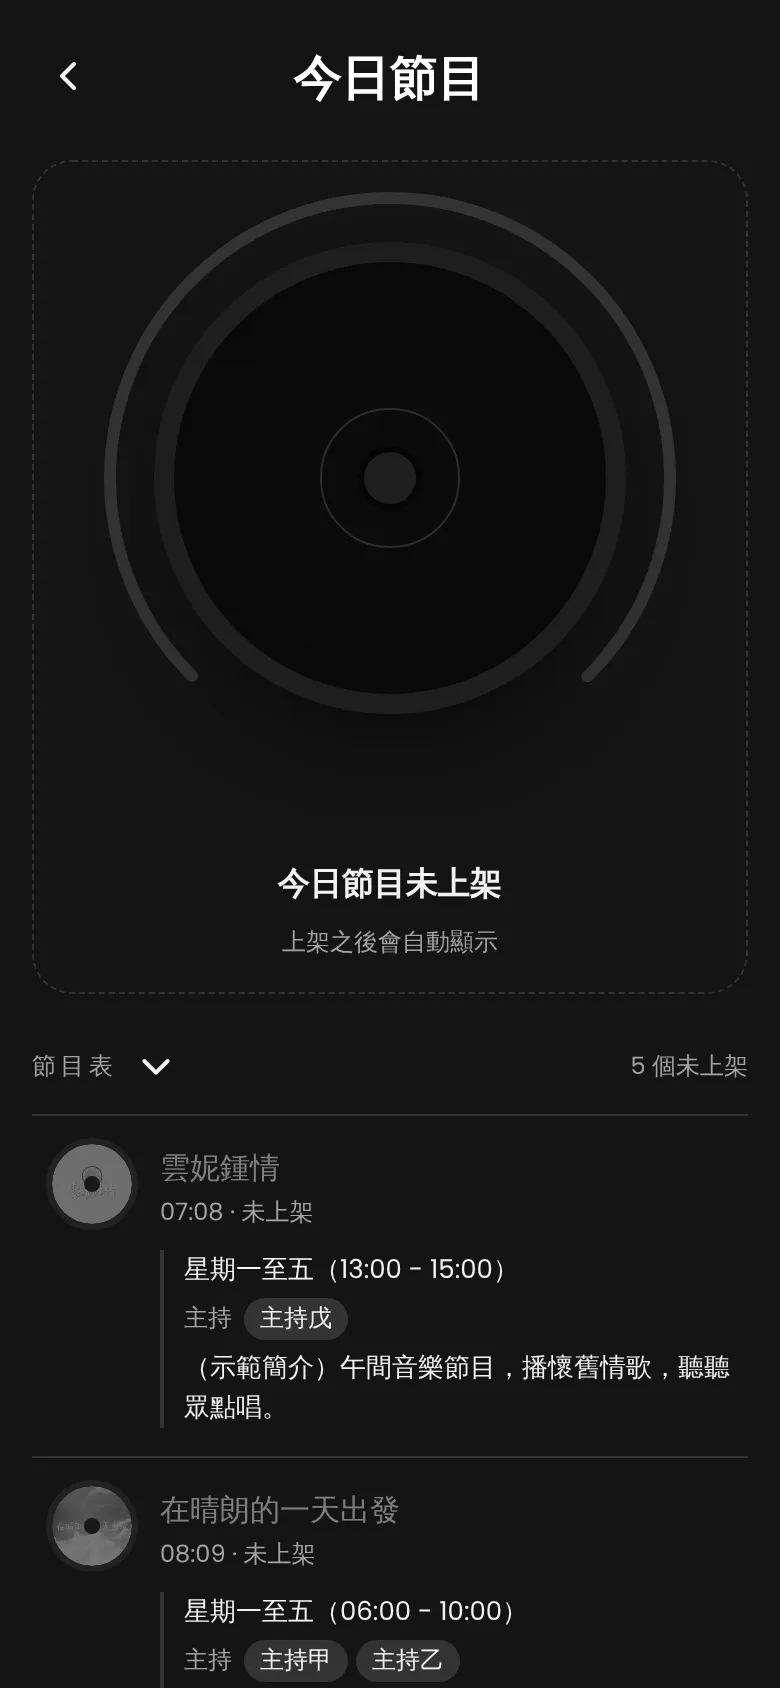 今日節目
今日節目未上架
上架之後會自動顯示
節目表
5 個未上架
雲妮鍾情
07:08 · 未上架
星期一至五（13:00 - 15:00）
主持 主持戊
（示範簡介）午間音樂節目，播懷舊情歌，聽聽
眾點唱。
在晴朗的一天出發
08:09 · 未上架
星期一至五（06:00 - 10:00）
主持 主持甲 主持乙